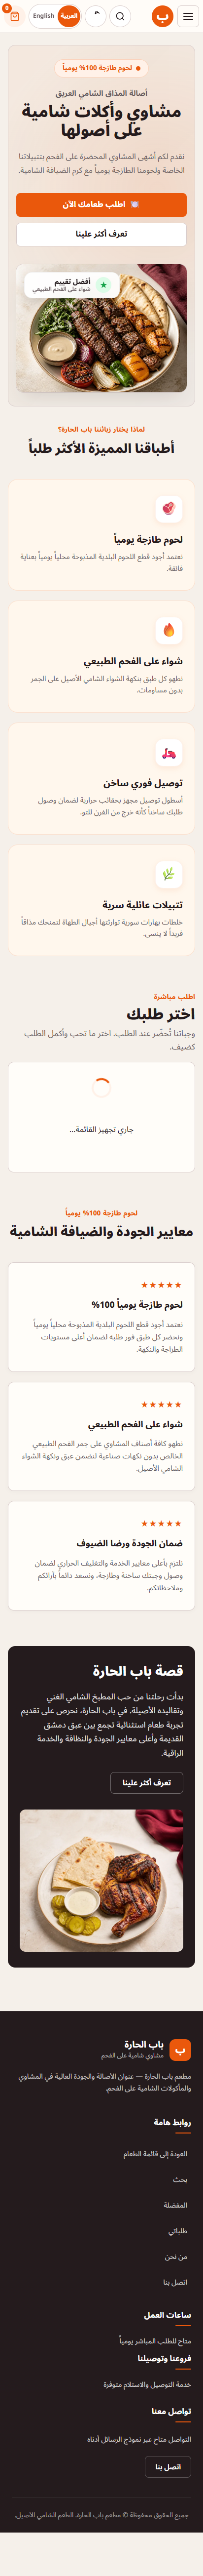 ب
العربية
English
0
لحوم طازجة 100% يومياً
أصالة المذاق الشامي العريق
مشاوي وأكلات شامية
على أصولها
نقدم لكم أشهى المشاوي المحضرة على الفحم بتتبيلاتنا
الخاصة ولحومنا الطازجة يومياً مع كرم الضيافة الشامية.
اطلب طعامك الآن
تعرف أكثر علينا
أفضل تقييم
شواء على الفحم الطبيعي
لماذا يختار زبائننا باب الحارة؟
أطباقنا المميزة الأكثر طلباً
لحوم طازجة يومياً
نعتمد أجود قطع اللحوم البلدية المذبوحة محلياً يومياً بعناية
فائقة.
شواء على الفحم الطبيعي
نطهو كل طبق بنكهة الشواء الشامي الأصيل على الجمر
بدون مساومات.
توصيل فوري ساخن
أسطول توصيل مجهز بحقائب حرارية لضمان وصول
طلبك ساخناً كأنه خرج من الفرن للتو.
تتبيلات عائلية سرية
خلطات بهارات سورية توارثتها أجيال الطهاة لتمنحك مذاقاً
فريداً لا ينسى.
اطلب مباشرة
اختر طلبك
وجباتنا تُحضّر عند الطلب. اختر ما تحب وأكمل الطلب
كضيف.
جاري تجهيز القائمة...
لحوم طازجة 100% يومياً
معايير الجودة والضيافة الشامية
★★★★★
لحوم طازجة يومياً 100%
نعتمد أجود قطع اللحوم البلدية المذبوحة محلياً يومياً
ونحضر كل طبق فور طلبه لضمان أعلى مستويات
الطزاجة والنكهة.
★★★★★
شواء على الفحم الطبيعي
نطهو كافة أصناف المشاوي على جمر الفحم الطبيعي
الخالص بدون نكهات صناعية لنضمن عبق ونكهة الشواء
الشامي الأصيل.
★★★★★
ضمان الجودة ورضا الضيوف
نلتزم بأعلى معايير الخدمة والتغليف الحراري لضمان
وصول وجبتك ساخنة وطازجة، ونسعد دائماً بآرائكم
وملاحظاتكم.
قصة باب الحارة
بدأت رحلتنا من حب المطبخ الشامي الغني
وتقاليده الأصيلة. في باب الحارة، نحرص على تقديم
تجربة طعام استثنائية تجمع بين عبق دمشق
القديمة وأعلى معايير الجودة والنظافة والخدمة
الراقية.
تعرف أكثر علينا
ب
باب الحارة
مشاوي شامية على الفحم
مطعم باب الحارة — عنوان الأصالة والجودة العالية في المشاوي
والمأكولات الشامية على الفحم.
روابط هامة
العودة إلى قائمة الطعام
بحث
المفضلة
طلباتي
من نحن
اتصل بنا
ساعات العمل
متاح للطلب المباشر يومياً
فروعنا وتوصيلنا
خدمة التوصيل والاستلام متوفرة
تواصل معنا
التواصل متاح عبر نموذج الرسائل أدناه
اتصل بنا
جميع الحقوق محفوظة © مطعم باب الحارة. الطعم الشامي الأصيل.